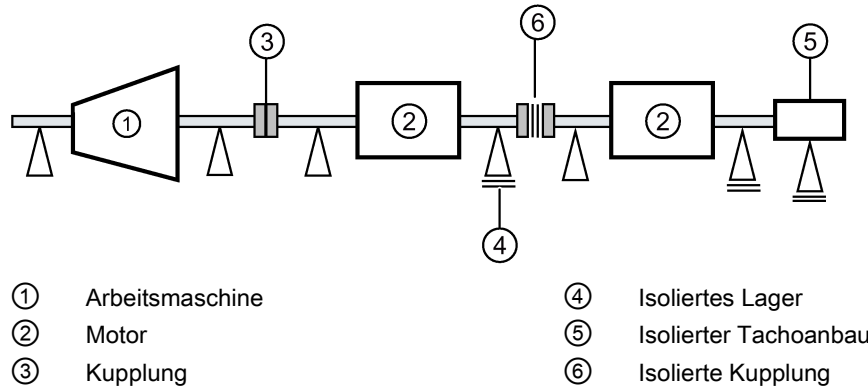 ③
⑥
⑤
①
②
②
④
① Arbeitsmaschine
② Motor
③ Kupplung
④ Isoliertes Lager
⑤ Isolierter Tachoanbau
⑥ Isolierte Kupplung